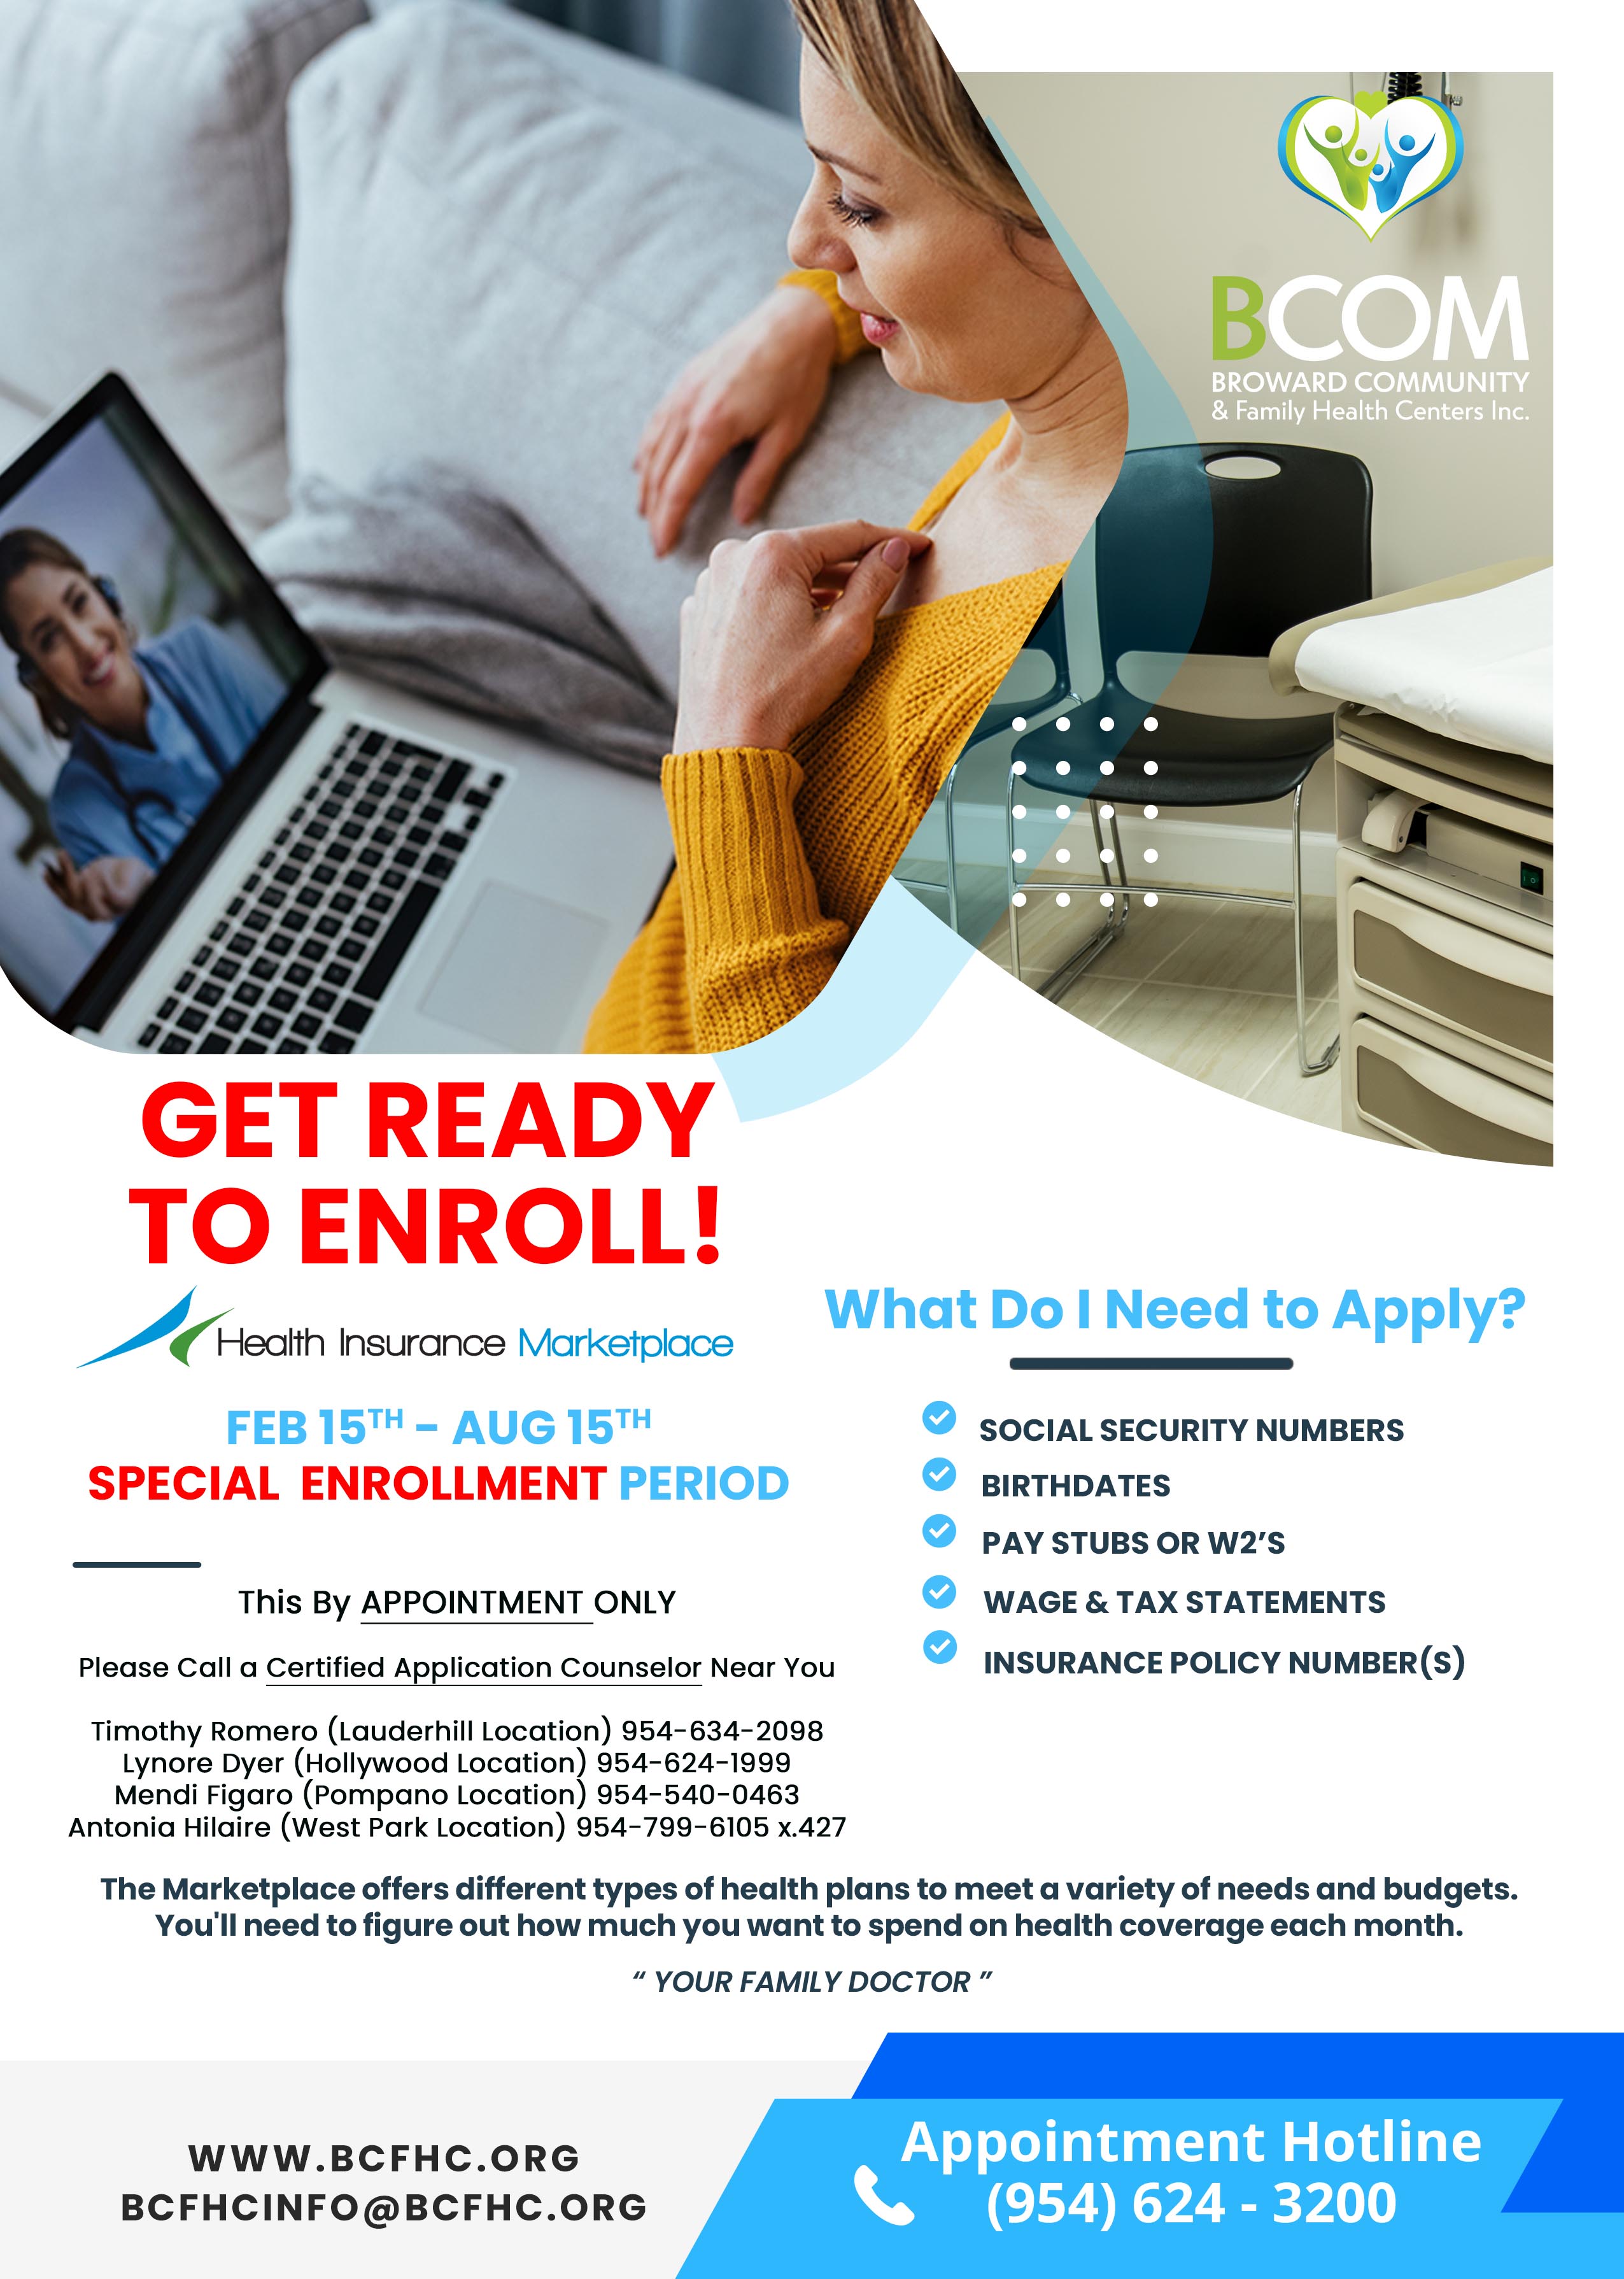 BCOM
BROWARD COMMUNITY
& Family Health Centers Inc.
GET READY
TO ENROLL!
Health Insurance Marketplace
FEB 15TH - AUG 15TH
SPECIAL ENROLLMENT PERIOD
This By APPOINTMENT ONLY
Please Call a Certified Application Counselor Near You
Timothy Romero (Lauderhill Location) 954-634-2098
Lynore Dyer (Hollywood Location) 954-624-1999
Mendi Figaro (Pompano Location) 954-540-0463
Antonia Hilaire (West Park Location) 954-799-6105 x.427
What Do I Need to Apply?
SOCIAL SECURITY NUMBERS
BIRTHDATES
PAY STUBS OR W2’S
WAGE & TAX STATEMENTS
INSURANCE POLICY NUMBER(S)
The Marketplace offers different types of health plans to meet a variety of needs and budgets.
You'll need to figure out how much you want to spend on health coverage each month.
“ YOUR FAMILY DOCTOR ”
WWW.BCFHC.ORG
BCFHCINFO@BCFHC.ORG
Appointment Hotline
(954) 624 - 3200